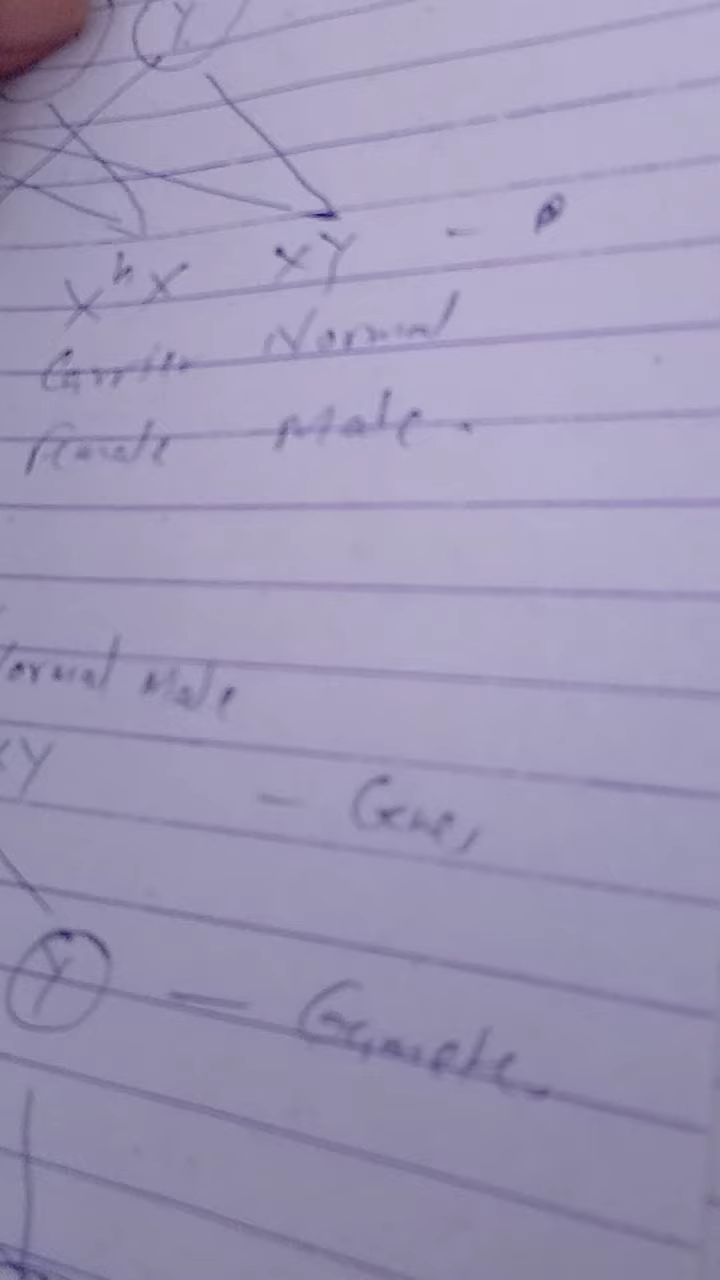 Y
XʰX XY -
Carrier Normal
Female Male.
Normal Male
XY - Gene,
Y — Gamete.